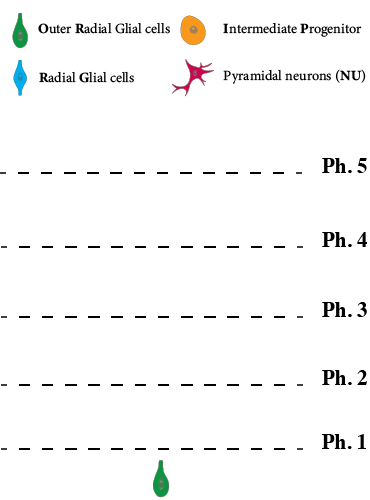 Outer Radial Glial cells
Intermediate Progenitor
Radial Glial cells
Pyramidal neurons (NU)
Ph. 5
Ph. 4
Ph. 3
Ph. 2
Ph. 1